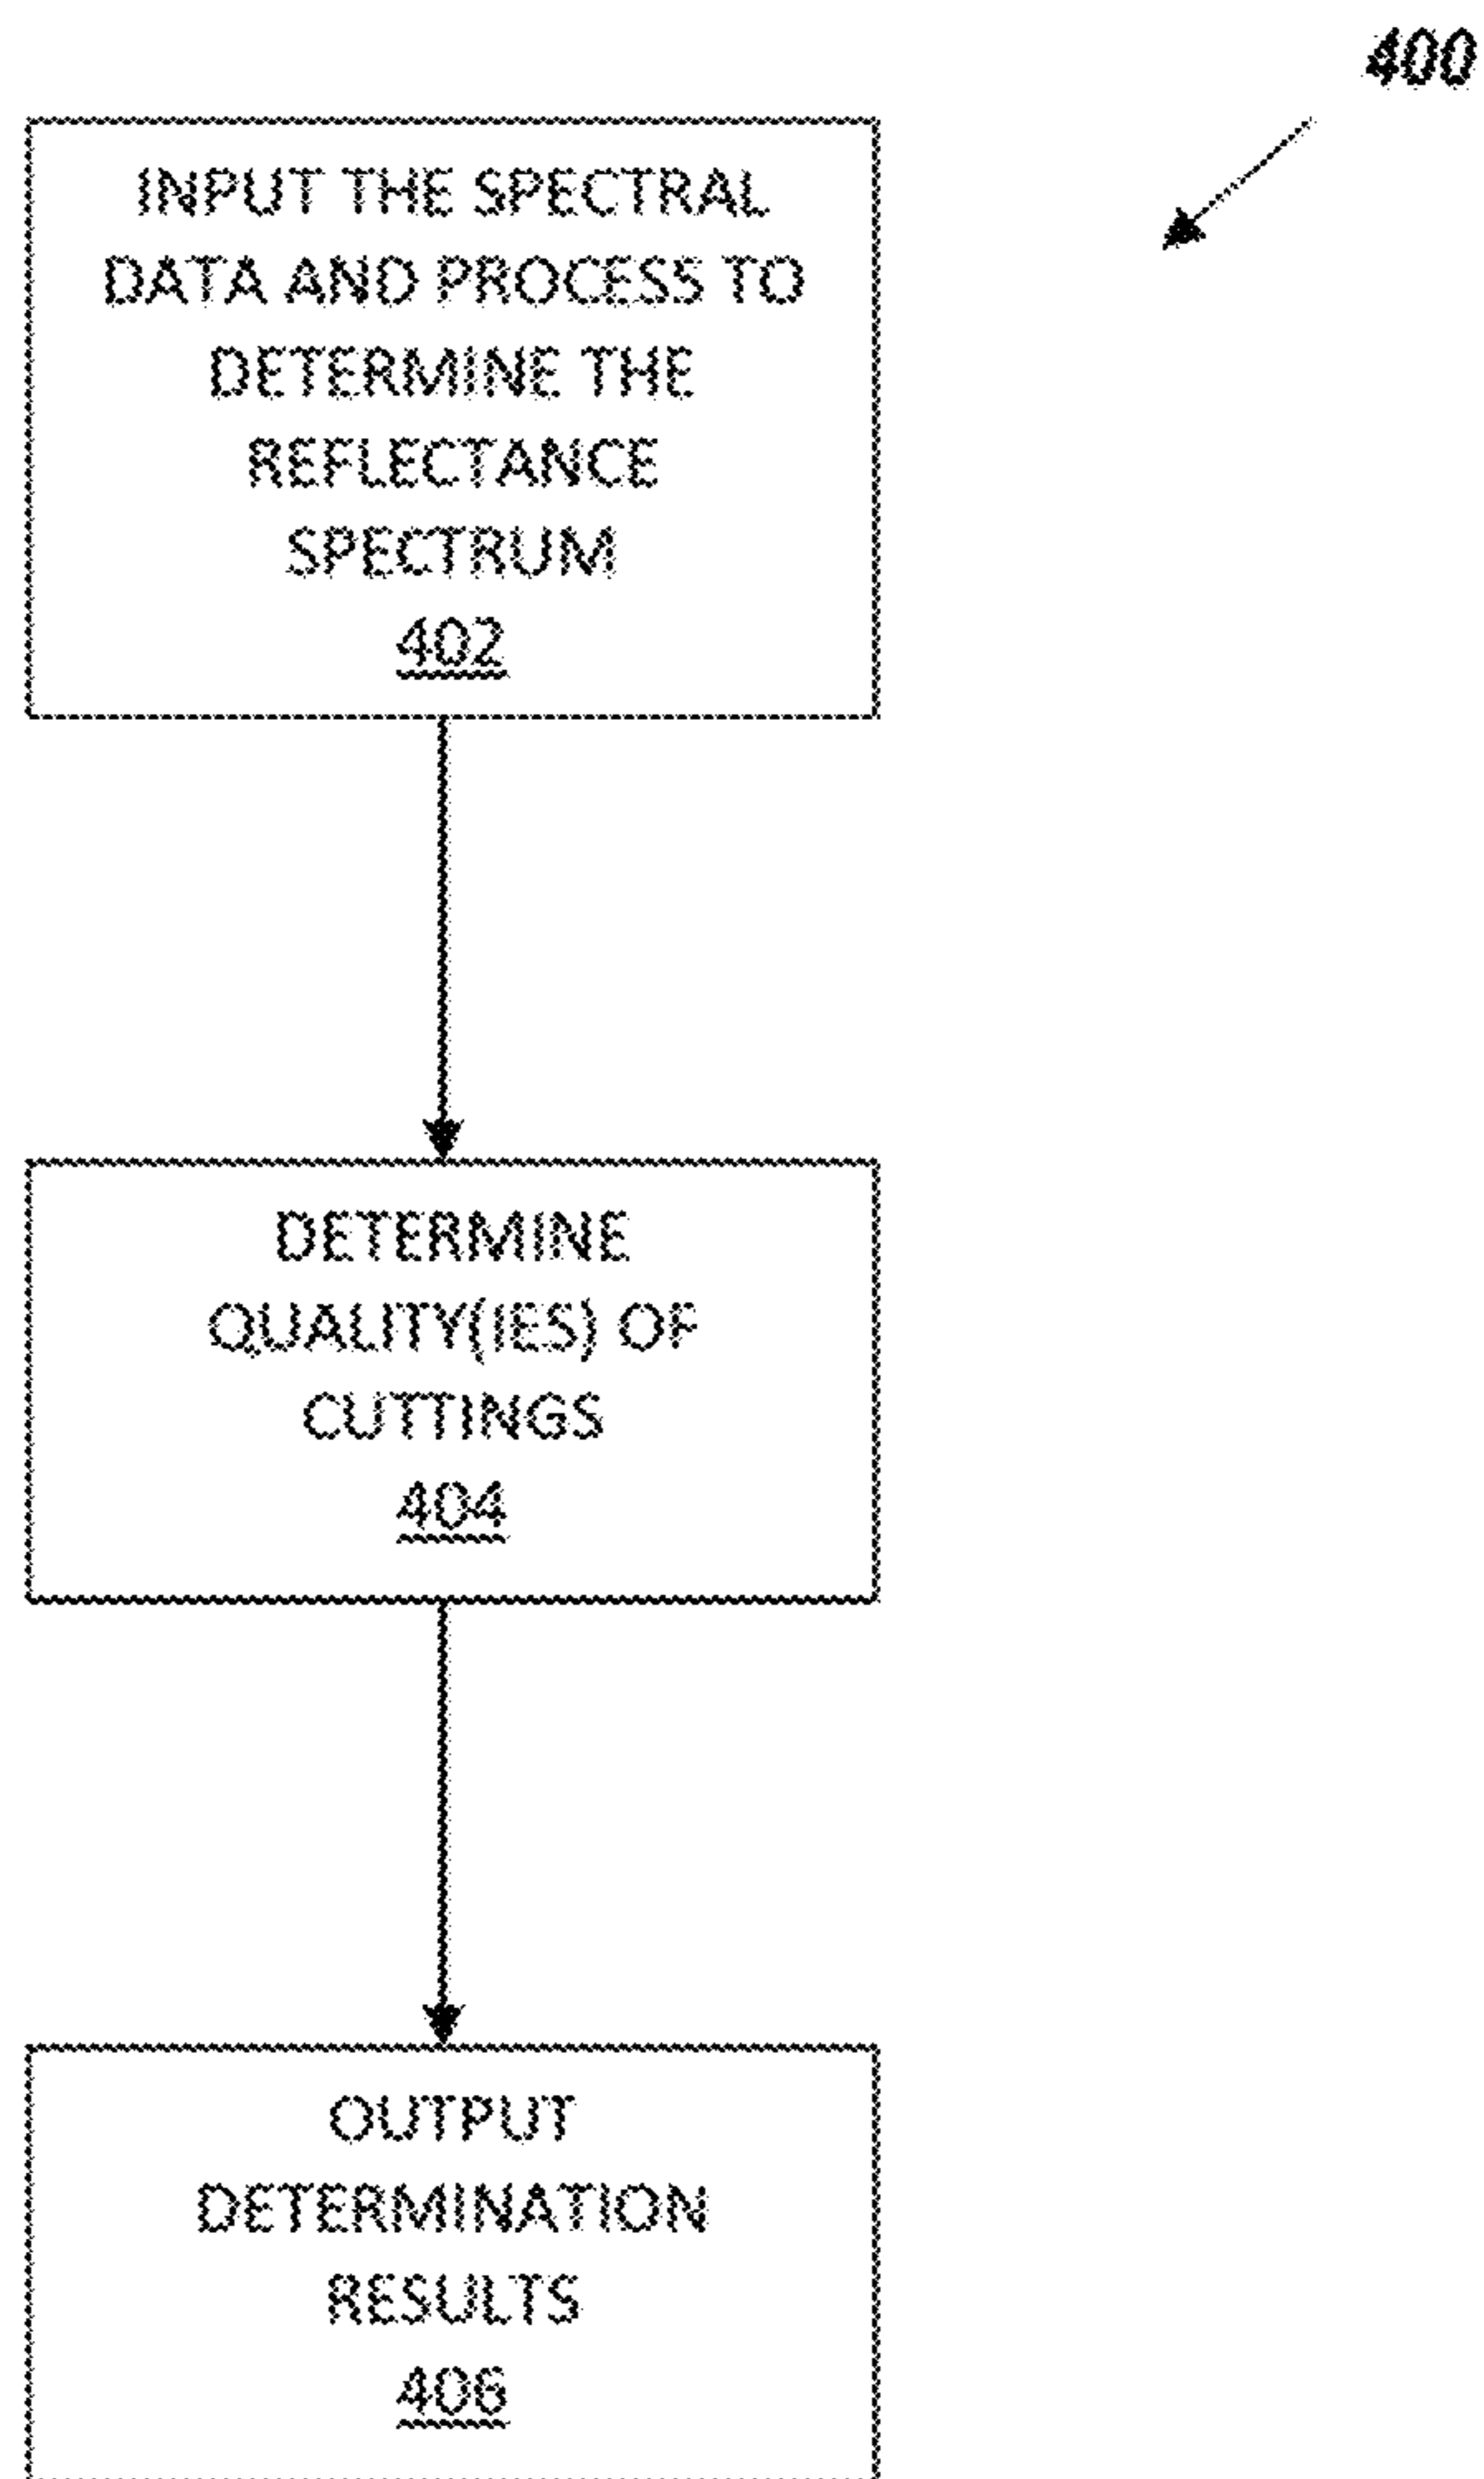 400
INPUT THE SPECTRAL
DATA AND PROCESS TO
DETERMINE THE
REFLECTANCE
SPECTRUM
402
DETERMINE
QUALITY(IES) OF
CUTTINGS
404
OUTPUT
DETERMINATION
RESULTS
406